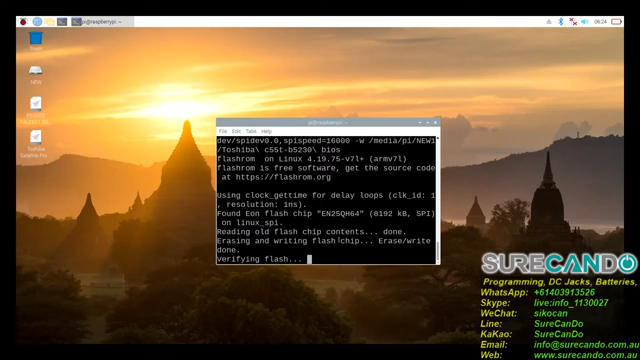 pi@raspberrypi: ~
06:24
Trash
NEW
Toshiba
Satellite Pro
pi@raspberrypi: ~
File Edit Tabs Help
dev/spidev0.0,spispeed=16000 -w /media/pi/NEW1
/Toshiba\ c55t-b5230\ bios
flashrom  on Linux 4.19.75-v7l+ (armv7l)
flashrom is free software, get the source code
 at https://flashrom.org
Using clock_gettime for delay loops (clk_id: 1
, resolution: 1ns).
Found Eon flash chip "EN25QH64" (8192 kB, SPI)
 on linux_spi.
Reading old flash chip contents... done.
Erasing and writing flash chip... Erase/write
done.
Verifying flash...
SURECANDO
Programming, DC Jacks, Batteries,
WhatsApp: +61403913526
Skype: live:info_1130027
WeChat: sikocan
Line: SureCanDo
KaKao: SureCanDo
Email: info@surecando.com.au
Web: www.surecando.com.au